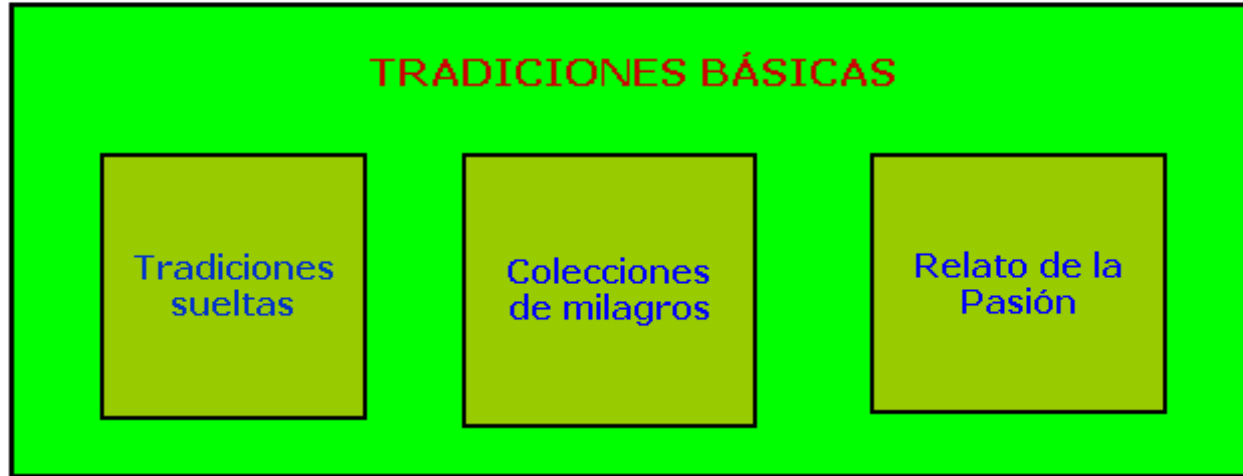 TRADICIONES BÁSICAS
Tradiciones
sueltas
Colecciones
de milagros
Relato de la
Pasión